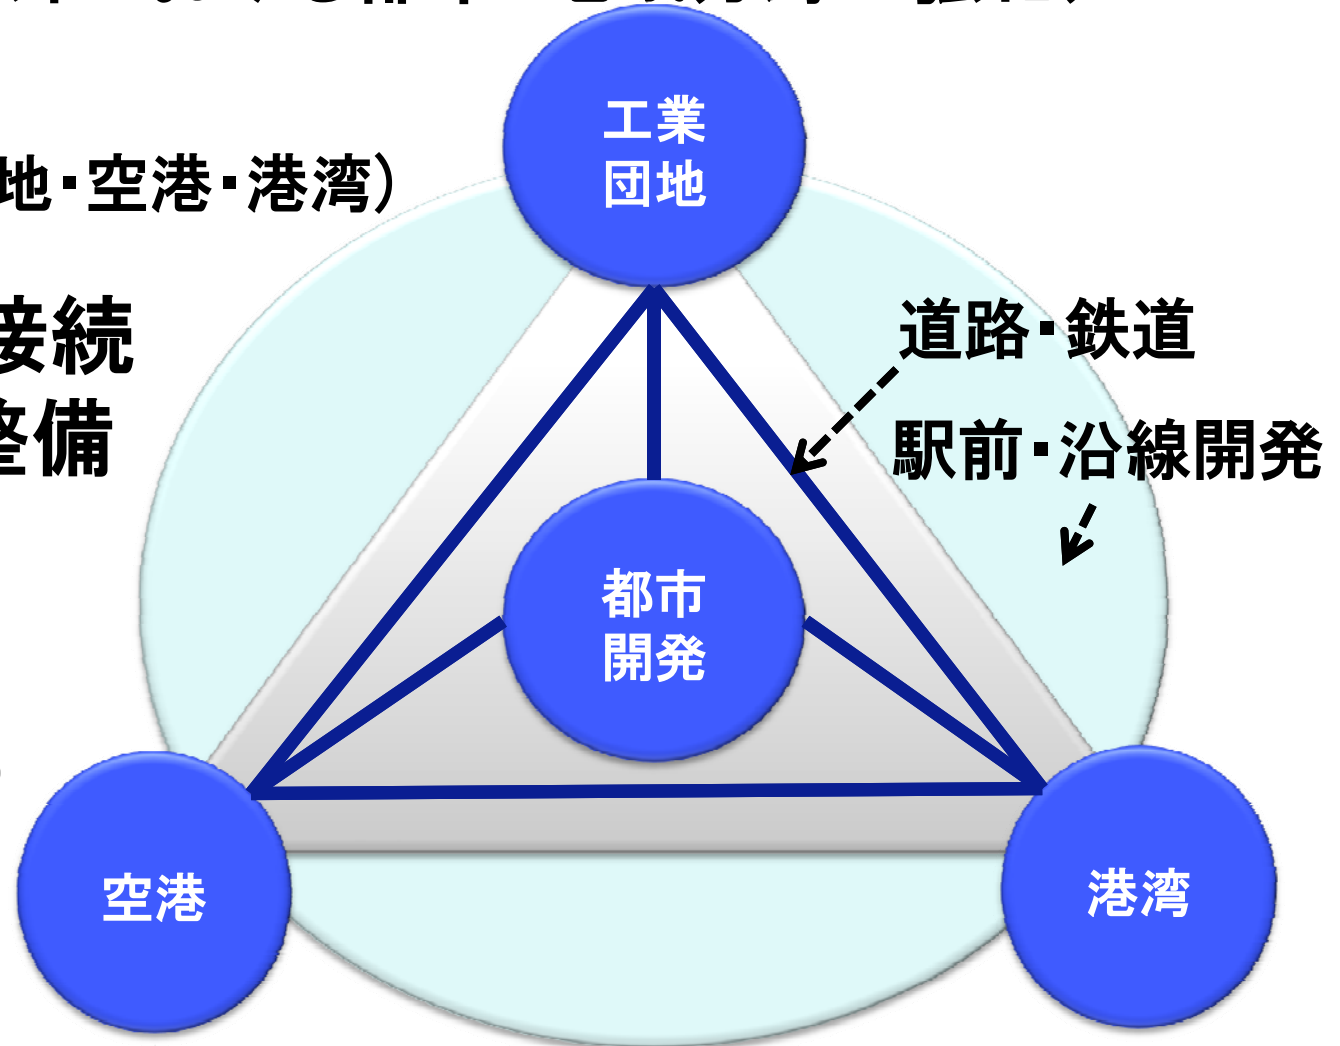 工業
団地
地・空港・港湾）
接続
整備
道路・鉄道
駅前・沿線開発
都市
開発
空港
港湾